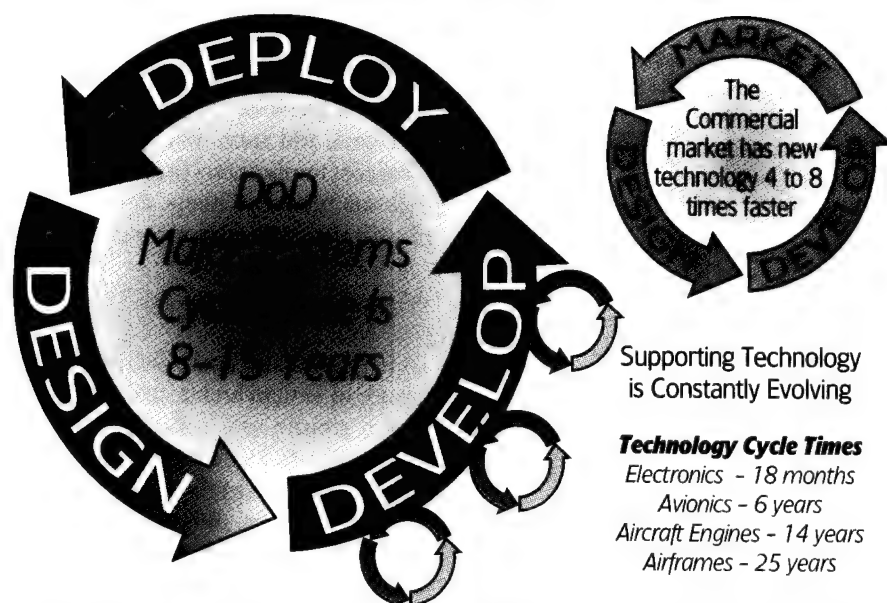 DEPLOY
DESIGN
DEVELOP
DoD
Major Systems
Cycle Time is
8-15 Years
MARKET
DESIGN
DEVELOP
The
Commercial
market has new
technology 4 to 8
times faster
Supporting Technology
is Constantly Evolving
Technology Cycle Times
Electronics - 18 months
Avionics - 6 years
Aircraft Engines - 14 years
Airframes - 25 years